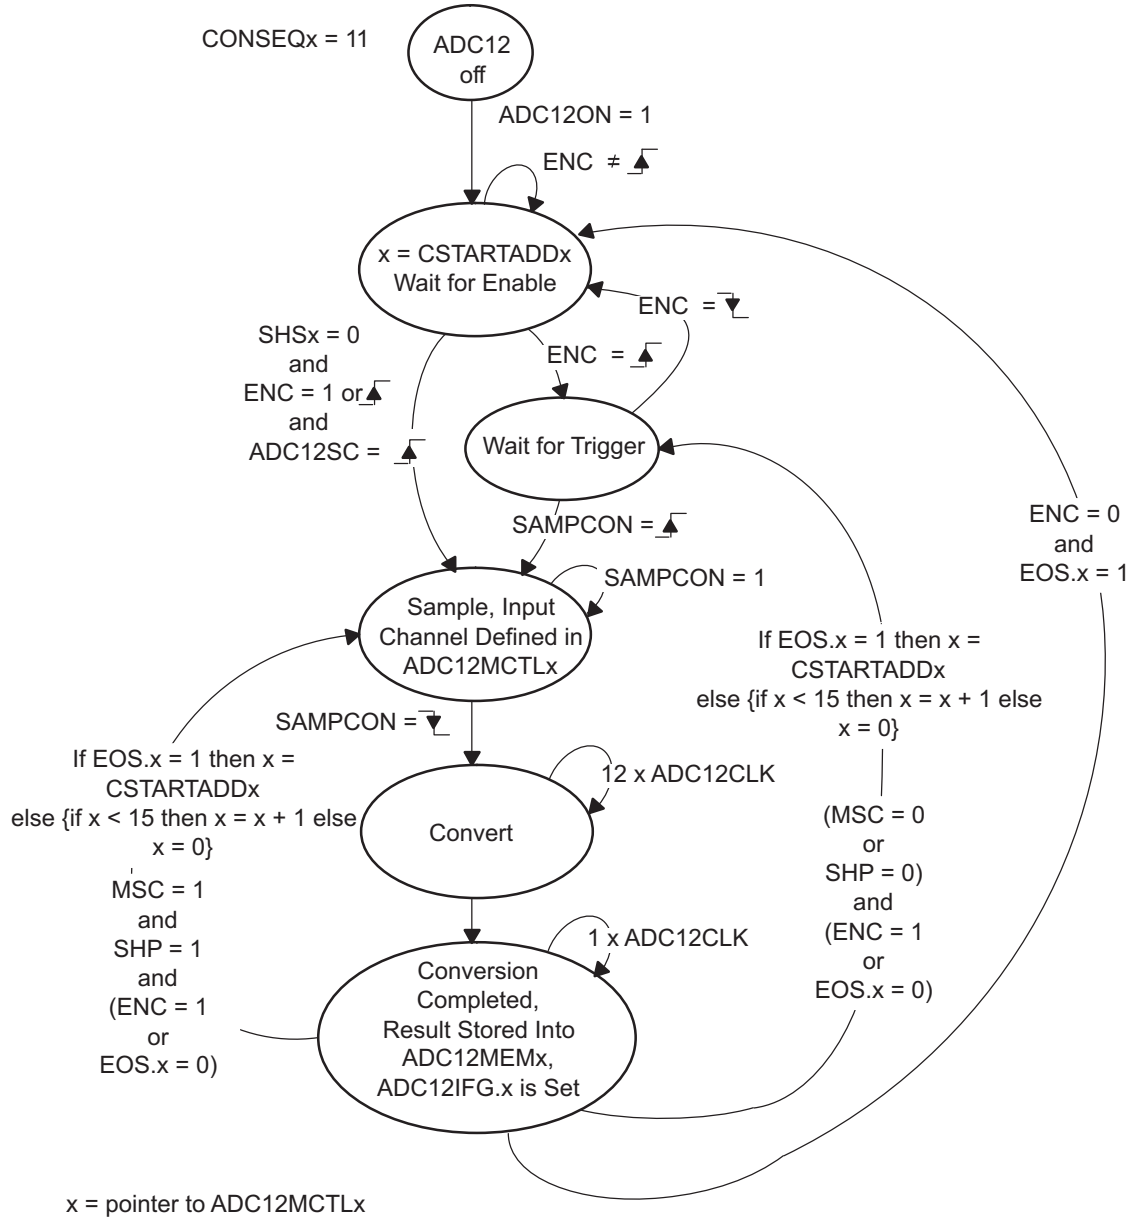 CONSEQx = 11
ADC12
off
ADC12ON = 1
ENC ≠
x = CSTARTADDx
Wait for Enable
ENC =
SHSx = 0
and
ENC = 1 or
and
ADC12SC =
ENC =
Wait for Trigger
SAMPCON =
ENC = 0
and
EOS.x = 1
SAMPCON = 1
Sample, Input
Channel Defined in
ADC12MCTLx
If EOS.x = 1 then x =
CSTARTADDx
else {if x < 15 then x = x + 1 else
x = 0}
SAMPCON =
If EOS.x = 1 then x =
CSTARTADDx
else {if x < 15 then x = x + 1 else
x = 0}
12 x ADC12CLK
Convert
(MSC = 0
or
SHP = 0)
and
(ENC = 1
or
EOS.x = 0)
MSC = 1
and
SHP = 1
and
(ENC = 1
or
EOS.x = 0)
1 x ADC12CLK
Conversion
Completed,
Result Stored Into
ADC12MEMx,
ADC12IFG.x is Set
x = pointer to ADC12MCTLx